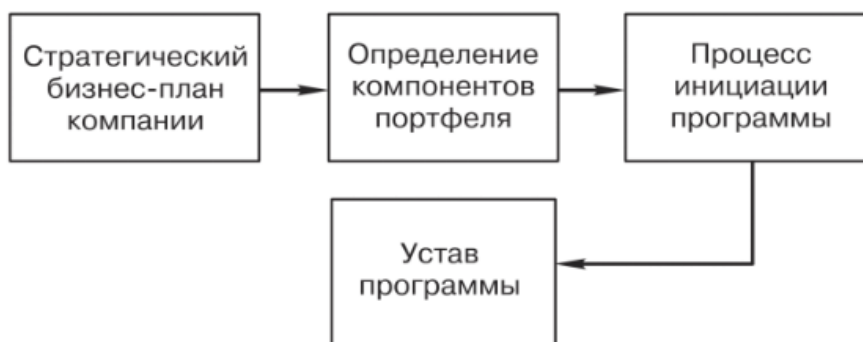 Стратегический
бизнес-план
компании
Определение
компонентов
портфеля
Процесс
инициации
программы
Устав
программы